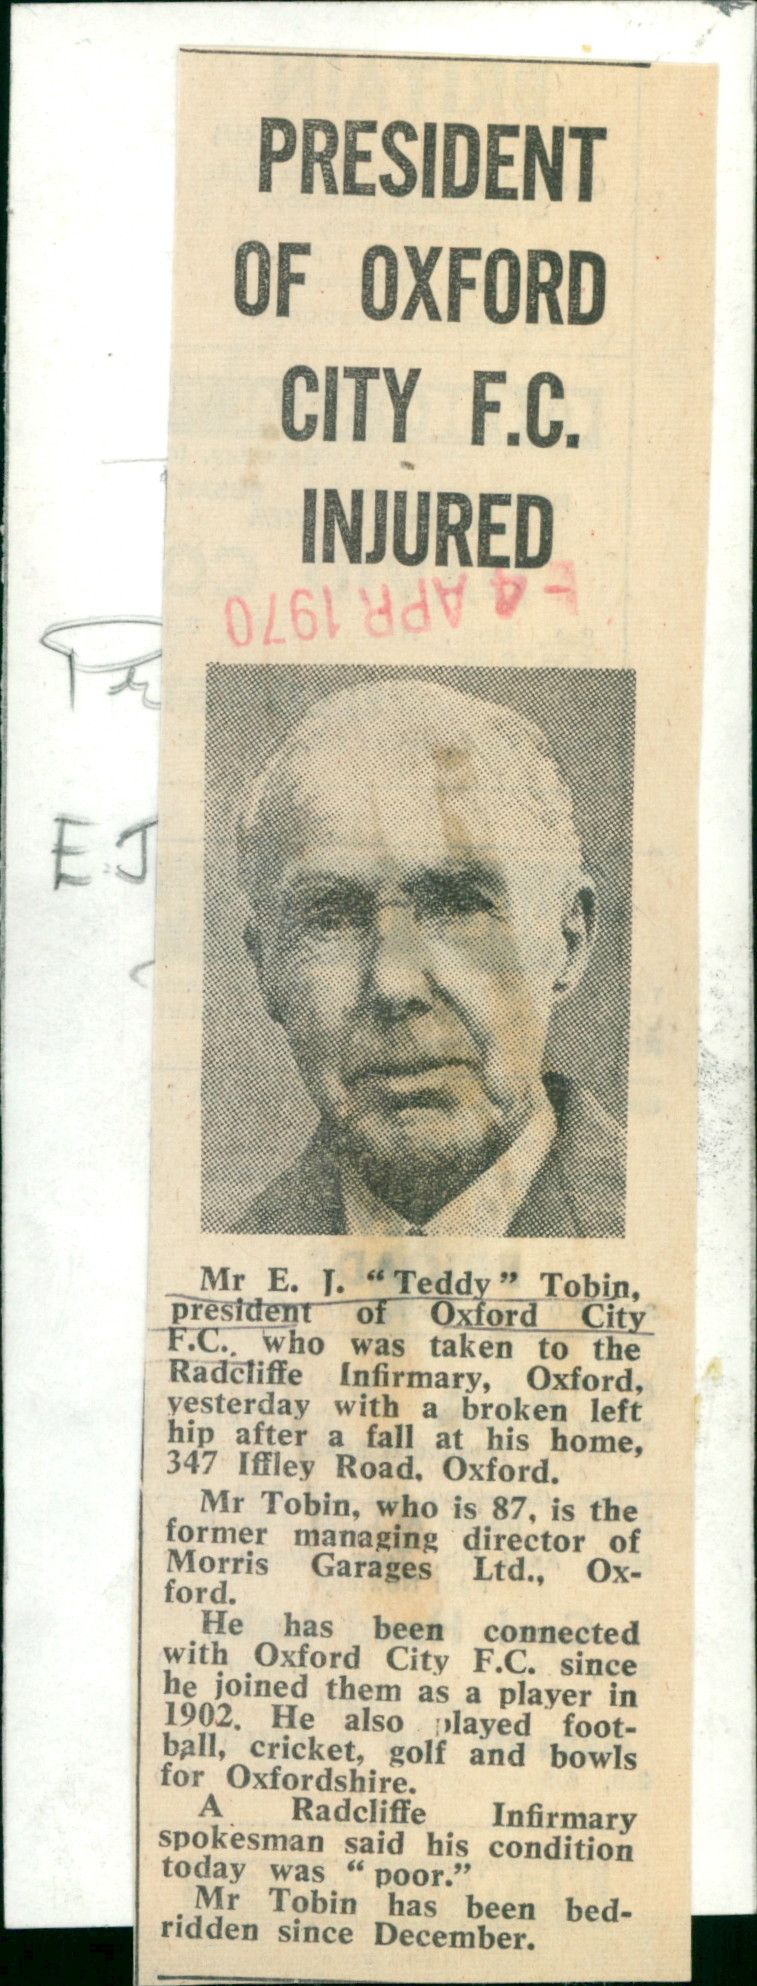 PRESIDENT
OF OXFORD
CITY F.C.
INJURED
4 APR 1970
E.J
Mr E. J. “Teddy” Tobin,
president of Oxford City
F.C., who was taken to the
Radcliffe Infirmary, Oxford,
yesterday with a broken left
hip after a fall at his home,
347 Iffley Road, Oxford.
Mr Tobin, who is 87, is the
former managing director of
Morris Garages Ltd., Ox-
ford.
He has been connected
with Oxford City F.C. since
he joined them as a player in
1902. He also played foot-
ball, cricket, golf and bowls
for Oxfordshire.
A Radcliffe Infirmary
spokesman said his condition
today was “poor.”
Mr Tobin has been bed-
ridden since December.